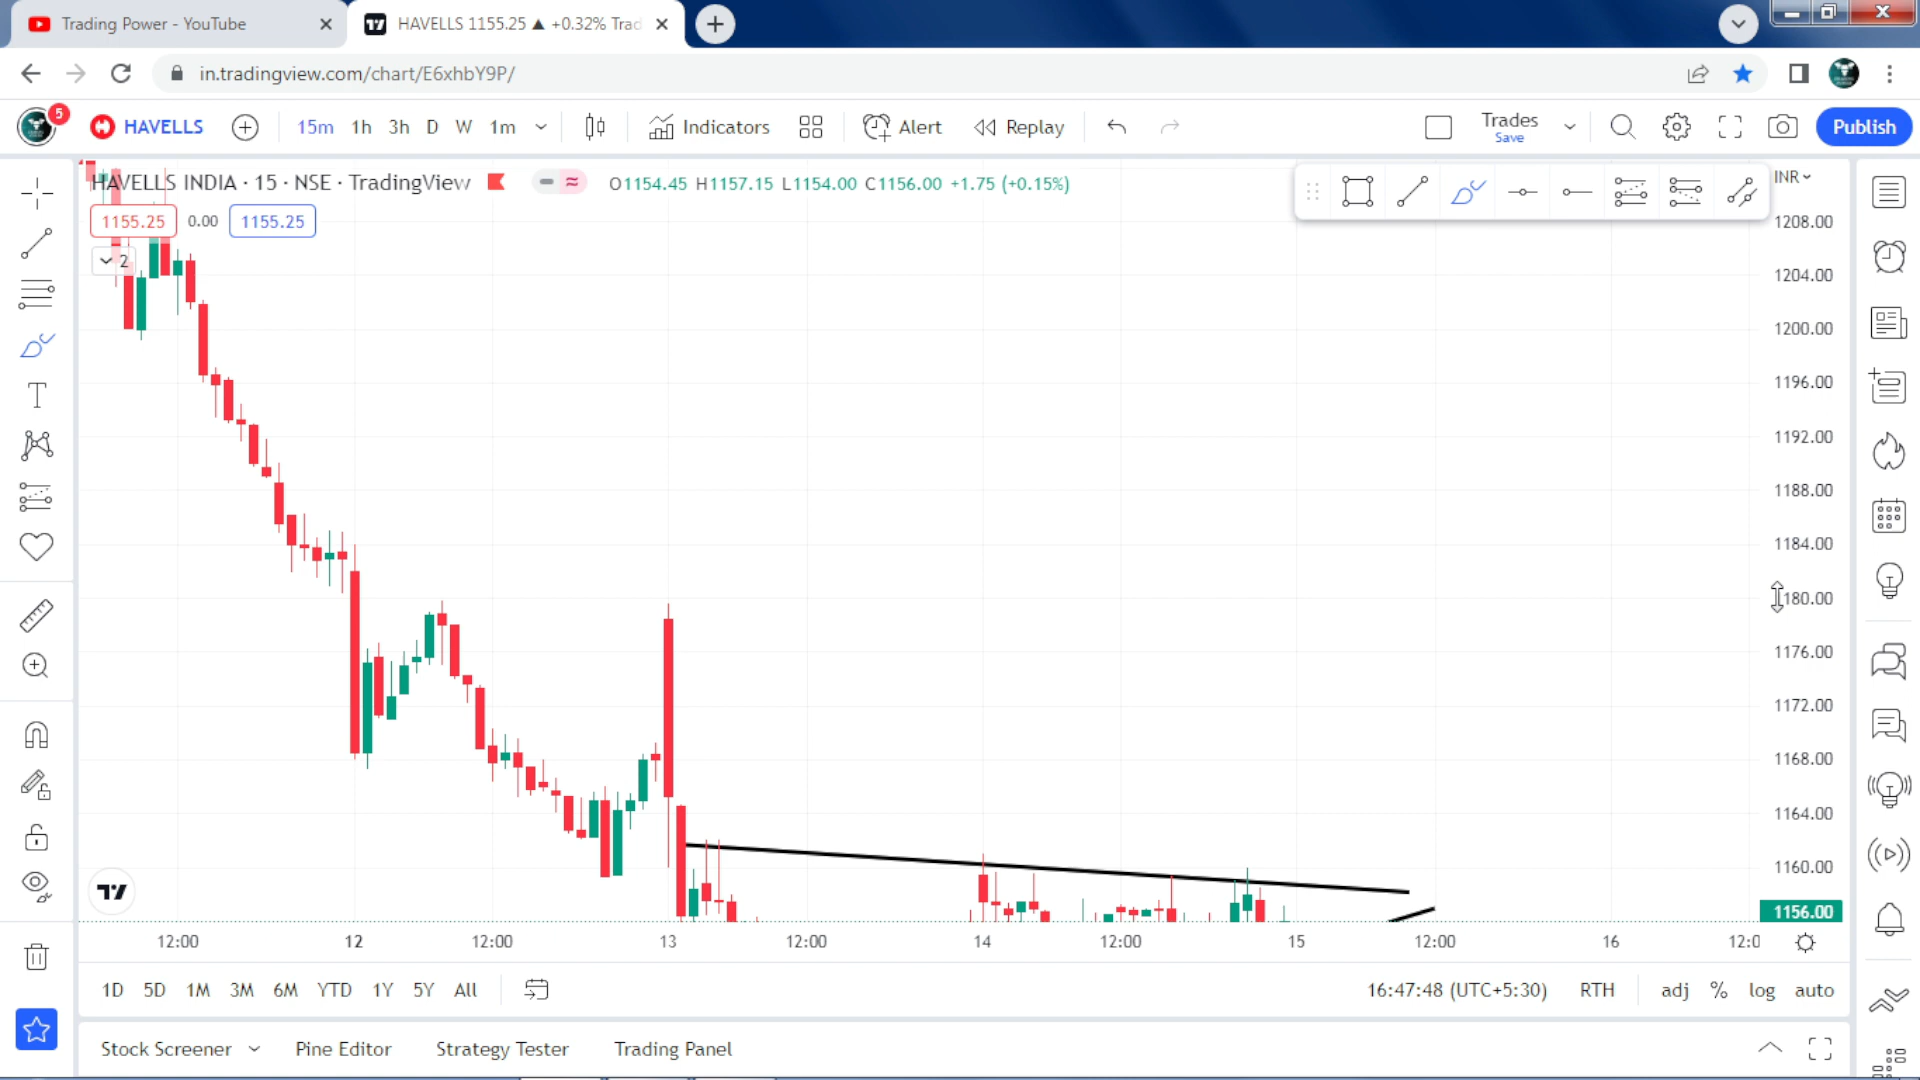 Trading Power - YouTube
HAVELLS 1155.25 ▲ +0.32% Trad
in.tradingview.com/chart/E6xhbY9P/
5
HAVELLS
15m 1h 3h D W 1m
Indicators
Alert
Replay
Trades
Save
Publish
HAVELLS INDIA · 15 · NSE · TradingView
O1154.45 H1157.15 L1154.00 C1156.00 +1.75 (+0.15%)
INR
1155.25 0.00 1155.25
2
1208.00
1204.00
1200.00
1196.00
1192.00
1188.00
1184.00
1180.00
1176.00
1172.00
1168.00
1164.00
1160.00
1156.00
12:00 12 12:00 13 12:00 14 12:00 15 12:00 16 12:0
1D 5D 1M 3M 6M YTD 1Y 5Y All
16:47:48 (UTC+5:30) RTH adj % log auto
Stock Screener Pine Editor Strategy Tester Trading Panel